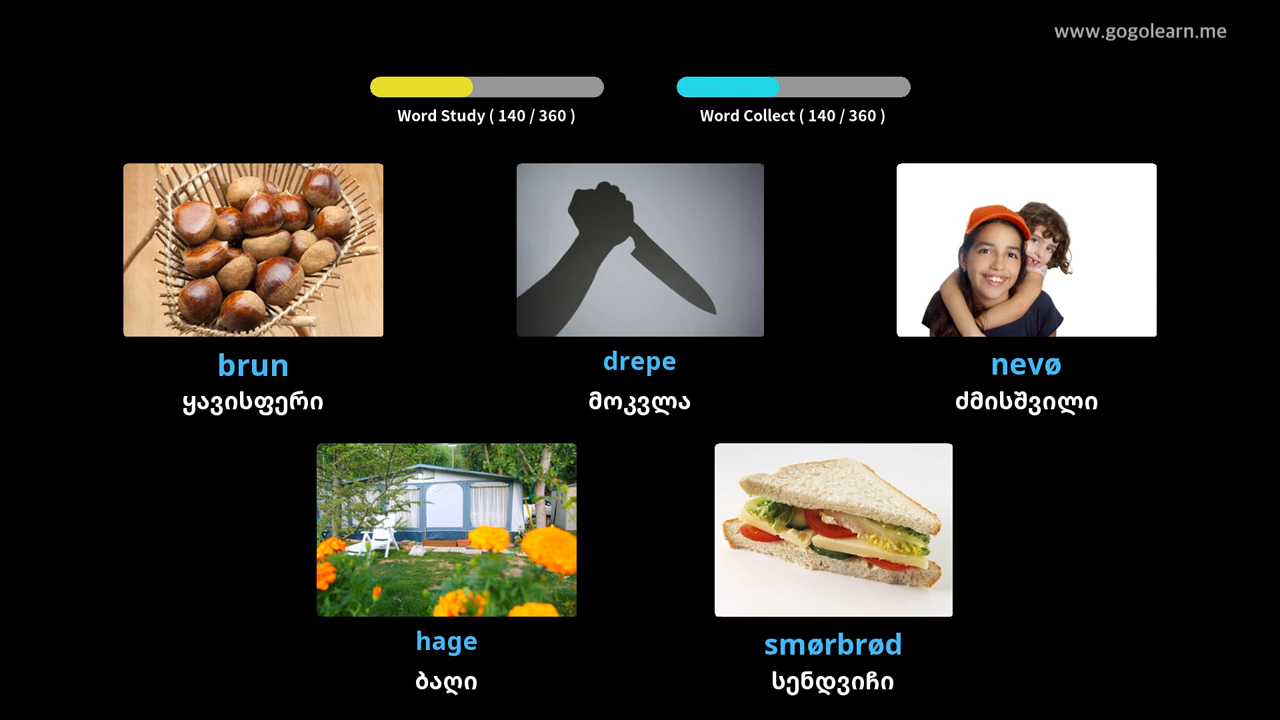 www.gogolearn.me
Word Study ( 140 / 360 )
Word Collect ( 140 / 360 )
brun
ყავისფერი
drepe
მოკვლა
nevø
ძმისშვილი
hage
ბაღი
smørbrød
სენდვიჩი